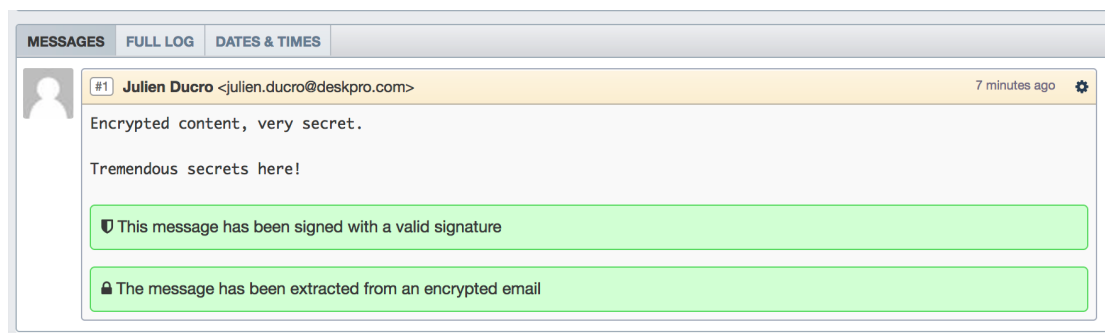 MESSAGES FULL LOG DATES & TIMES
#1 Julien Ducro <julien.ducro@deskpro.com> 7 minutes ago
Encrypted content, very secret.
Tremendous secrets here!
This message has been signed with a valid signature
The message has been extracted from an encrypted email